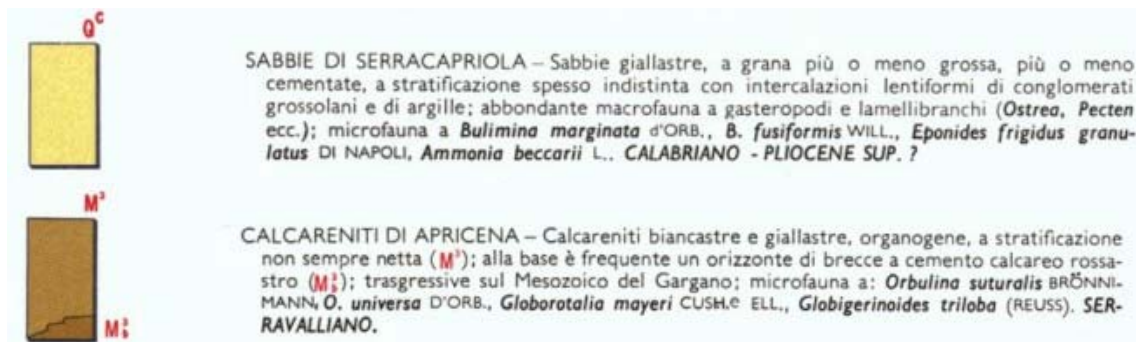 Qᶜ
SABBIE DI SERRACAPRIOLA – Sabbie giallastre, a grana più o meno grossa, più o meno
cementate, a stratificazione spesso indistinta con intercalazioni lentiformi di conglomerati
grossolani e di argille; abbondante macrofauna a gasteropodi e lamellibranchi (Ostrea, Pecten
ecc.); microfauna a Bulimina marginata d'ORB., B. fusiformis WILL., Eponides frigidus granu-
latus DI NAPOLI, Ammonia beccarii L.. CALABRIANO - PLIOCENE SUP. ?
M³
CALCARENITI DI APRICENA – Calcareniti biancastre e giallastre, organogene, a stratificazione
non sempre netta (M³); alla base è frequente un orizzonte di brecce a cemento calcareo rossa-
stro (M³b); trasgressive sul Mesozoico del Gargano; microfauna a: Orbulina suturalis BRÖNNI-
MANN, O. universa D'ORB., Globorotalia mayeri CUSH.e ELL., Globigerinoides triloba (REUSS). SER-
RAVALLIANO.
M³b